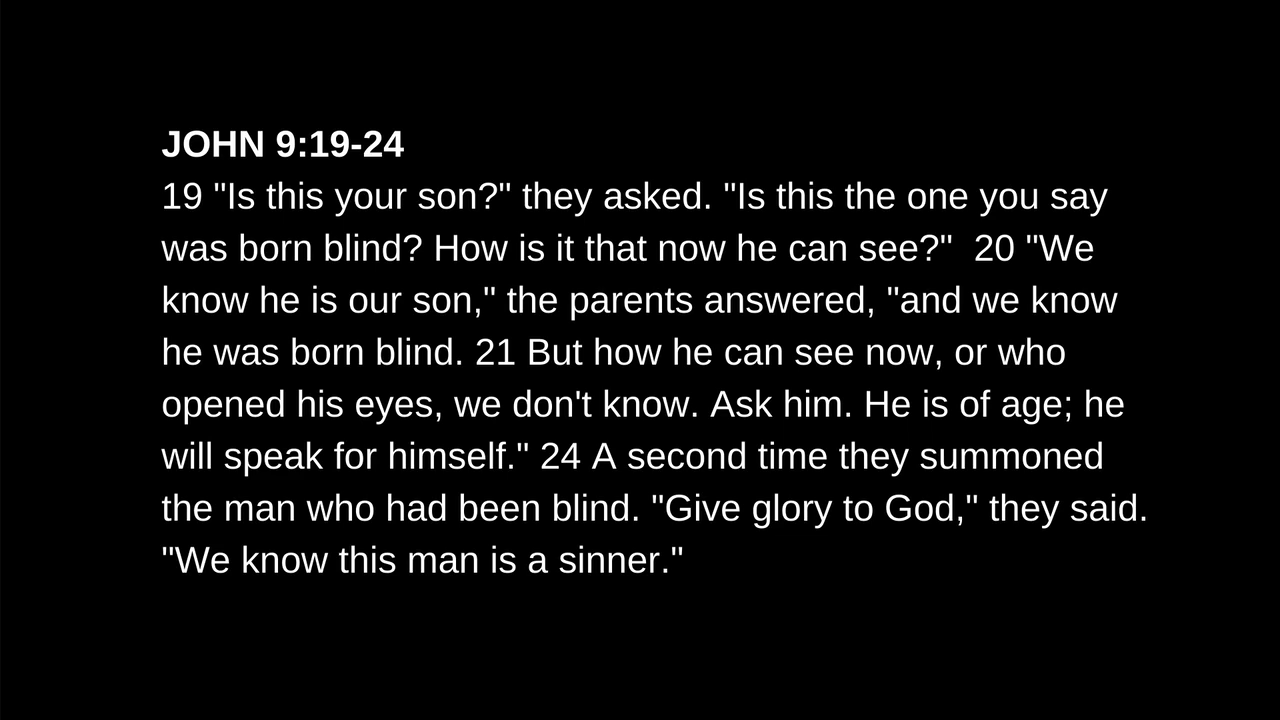 JOHN 9:19-24
19 "Is this your son?" they asked. "Is this the one you say
was born blind? How is it that now he can see?"  20 "We
know he is our son," the parents answered, "and we know
he was born blind. 21 But how he can see now, or who
opened his eyes, we don't know. Ask him. He is of age; he
will speak for himself." 24 A second time they summoned
the man who had been blind. "Give glory to God," they said.
"We know this man is a sinner."